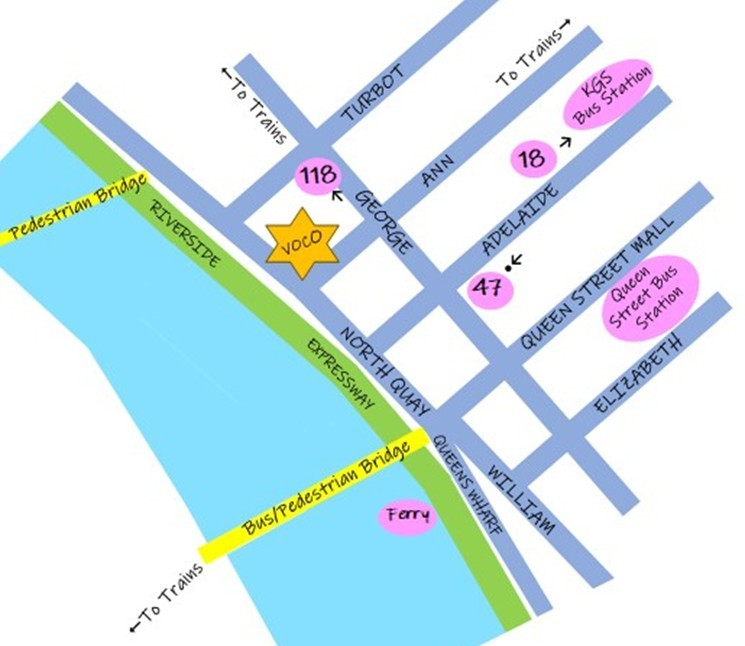 ←To Trains
TURBOT
To Trains→
KGS
Bus Station
18
118
ANN
GEORGE
ADELAIDE
Pedestrian Bridge
RIVERSIDE
VOCO
47
QUEEN STREET MALL
Queen
Street Bus
Station
NORTH QUAY
EXPRESSWAY
ELIZABETH
Bus/Pedestrian Bridge
QUEENS WHARF
WILLIAM
Ferry
←To Trains